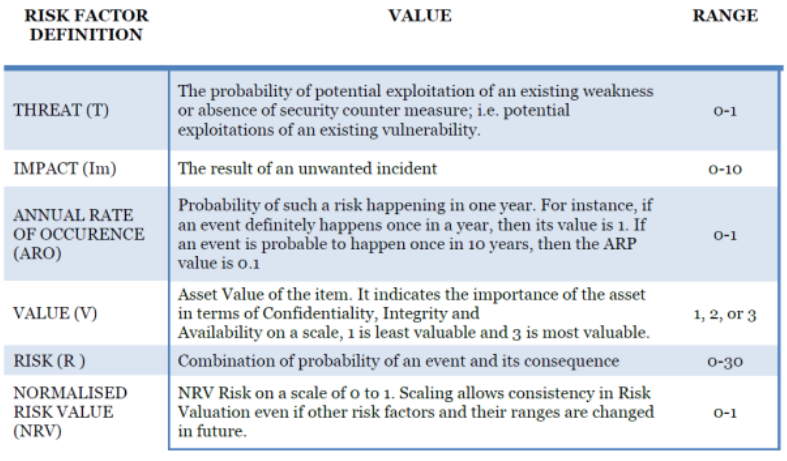 RISK FACTOR
DEFINITION
VALUE
RANGE
THREAT (T)
The probability of potential exploitation of an existing weakness
or absence of security counter measure; i.e. potential
exploitations of an existing vulnerability.
0-1
IMPACT (Im)
The result of an unwanted incident
0-10
ANNUAL RATE
OF OCCURENCE
(ARO)
Probability of such a risk happening in one year. For instance, if
an event definitely happens once in a year, then its value is 1. If
an event is probable to happen once in 10 years, then the ARP
value is 0.1
0-1
VALUE (V)
Asset Value of the item. It indicates the importance of the asset
in terms of Confidentiality, Integrity and
Availability on a scale, 1 is least valuable and 3 is most valuable.
1, 2, or 3
RISK (R )
Combination of probability of an event and its consequence
0-30
NORMALISED
RISK VALUE
(NRV)
NRV Risk on a scale of 0 to 1. Scaling allows consistency in Risk
Valuation even if other risk factors and their ranges are changed
in future.
0-1